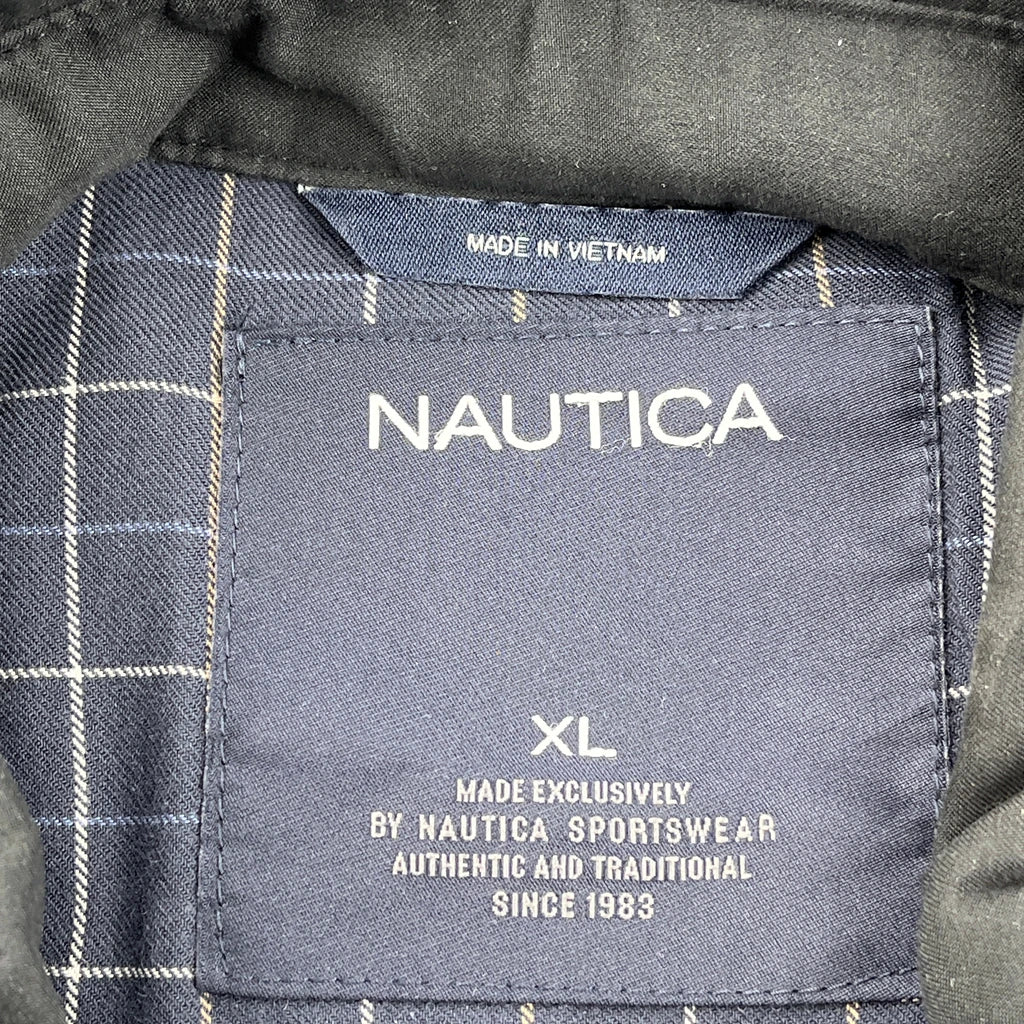 MADE IN VIETNAM
NAUTICA
XL
MADE EXCLUSIVELY
BY NAUTICA SPORTSWEAR
AUTHENTIC AND TRADITIONAL
SINCE 1983